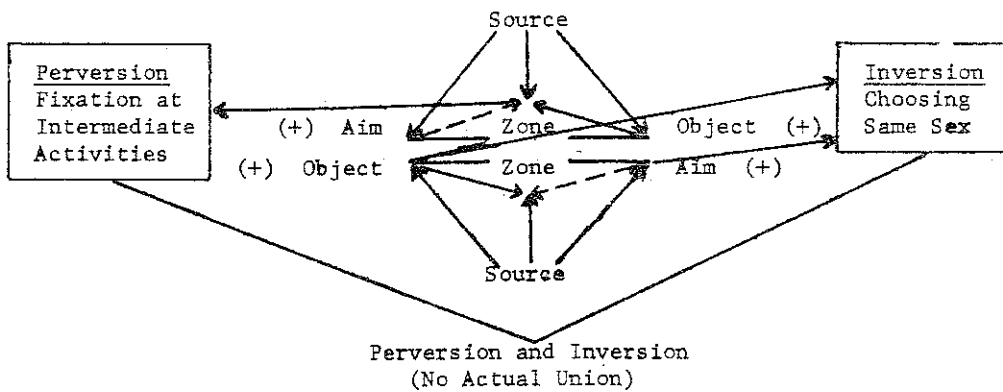 Source
Perversion
Fixation at
Intermediate
Activities
(+) Aim Zone Object (+)
(+) Object Zone Aim (+)
Inversion
Choosing
Same Sex
Source
Perversion and Inversion
(No Actual Union)